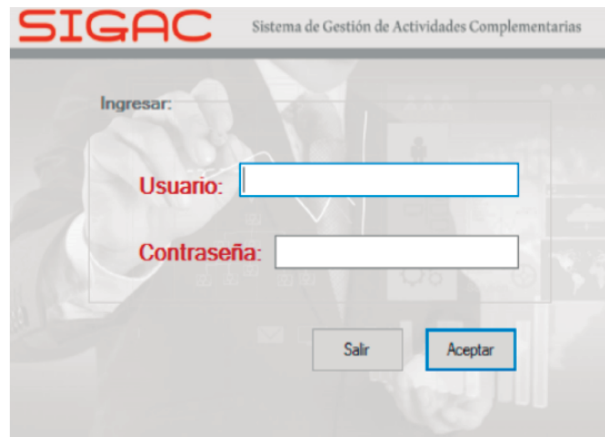 SIGAC Sistema de Gestión de Actividades Complementarias
Ingresar:
Usuario:
Contraseña:
Salir Aceptar